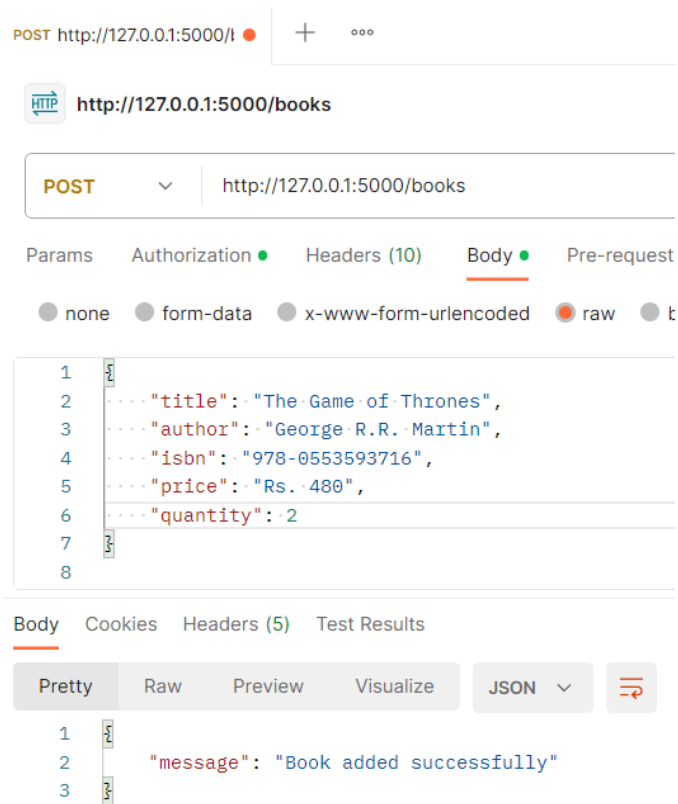 POST http://127.0.0.1:5000/b
HTTP http://127.0.0.1:5000/books
POST http://127.0.0.1:5000/books
Params Authorization Headers (10) Body Pre-request
none form-data x-www-form-urlencoded raw b
1 {
2 "title": "The Game of Thrones",
3 "author": "George R.R. Martin",
4 "isbn": "978-0553593716",
5 "price": "Rs. 480",
6 "quantity": 2
7 }
8
Body Cookies Headers (5) Test Results
Pretty Raw Preview Visualize JSON
1 {
2 "message": "Book added successfully"
3 }